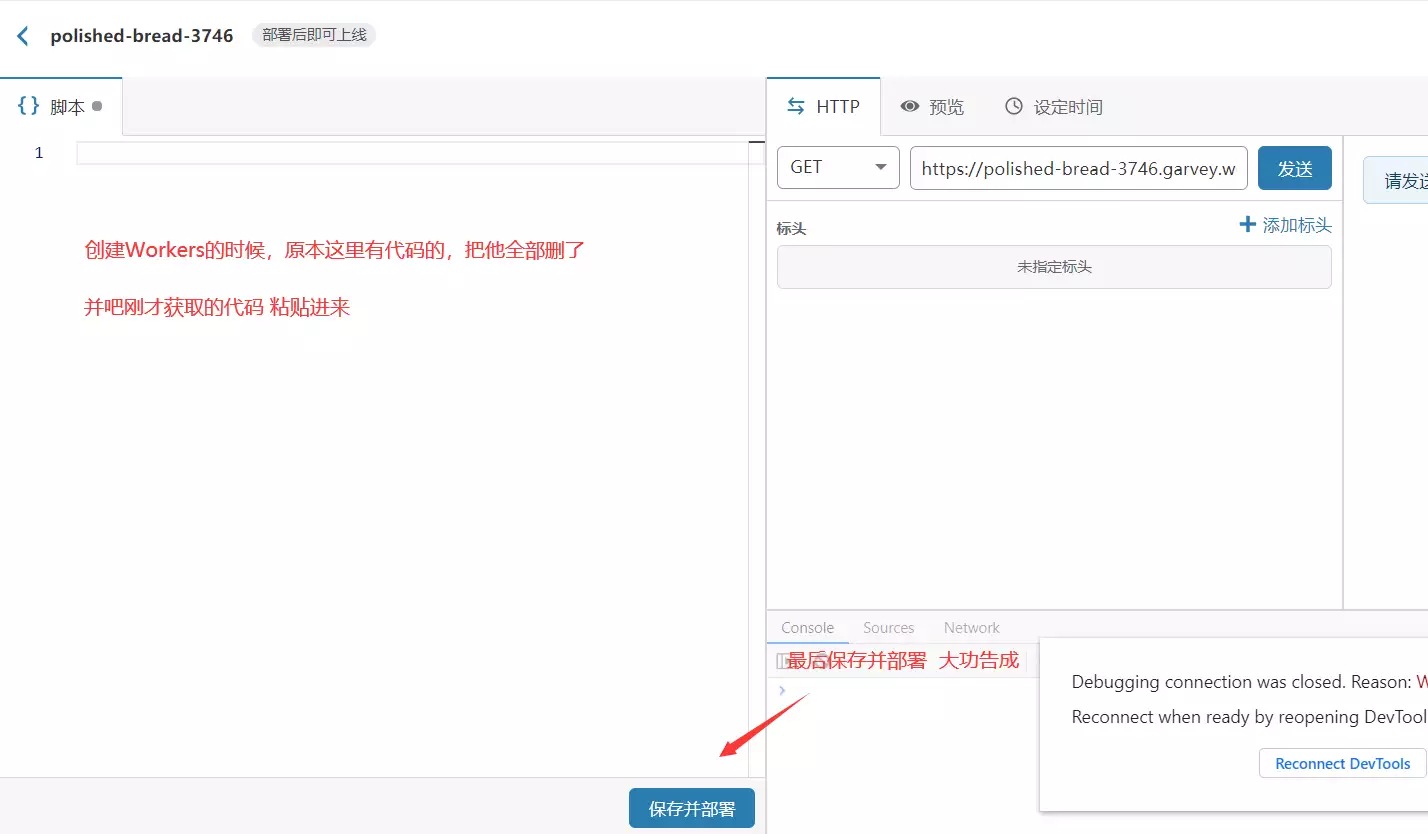 polished-bread-3746 部署后即可上线
{} 脚本
HTTP 预览 设定时间
1
GET https://polished-bread-3746.garvey.w 发送
请发送
标头 添加标头
未指定标头
创建Workers的时候，原本这里有代码的，把他全部删了
并吧刚才获取的代码 粘贴进来
Console Sources Network
最后保存并部署 大功告成
Debugging connection was closed. Reason: W
Reconnect when ready by reopening DevTool
Reconnect DevTools
保存并部署